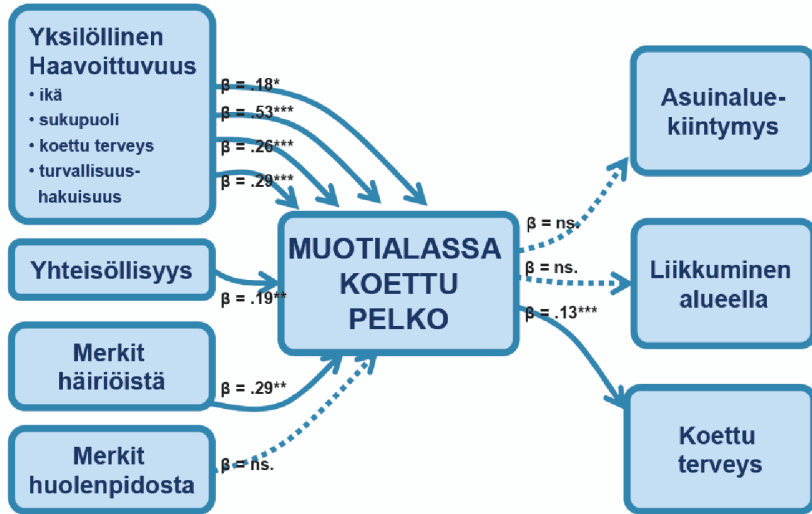 Yksilöllinen
Haavoittuvuus
• ikä
• sukupuoli
• koettu terveys
• turvallisuus-
hakuisuus
β = .18*
β = .53***
β = .26***
β = .29***
Yhteisöllisyys
β = .19**
Merkit
häiriöistä
β = .29**
Merkit
huolenpidosta
β = ns.
MUOTIALASSA
KOETTU
PELKO
β = ns.
β = ns.
β = .13***
Asuinalue-
kiintymys
Liikkuminen
alueella
Koettu
terveys